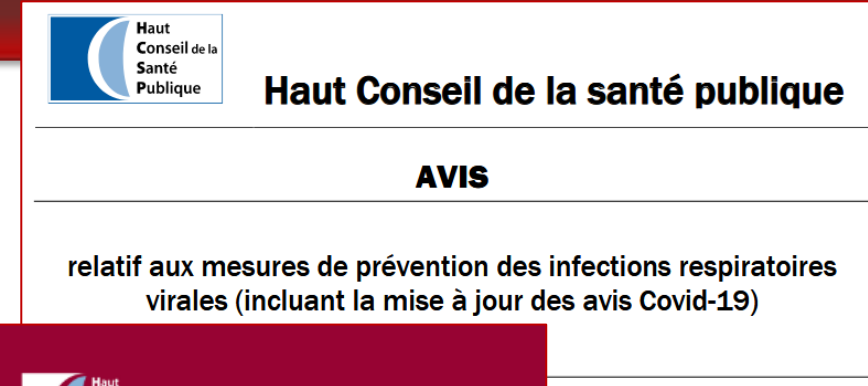 Haut
Conseil de la
Santé
Publique
Haut Conseil de la santé publique
AVIS
relatif aux mesures de prévention des infections respiratoires
virales (incluant la mise à jour des avis Covid-19)
Haut